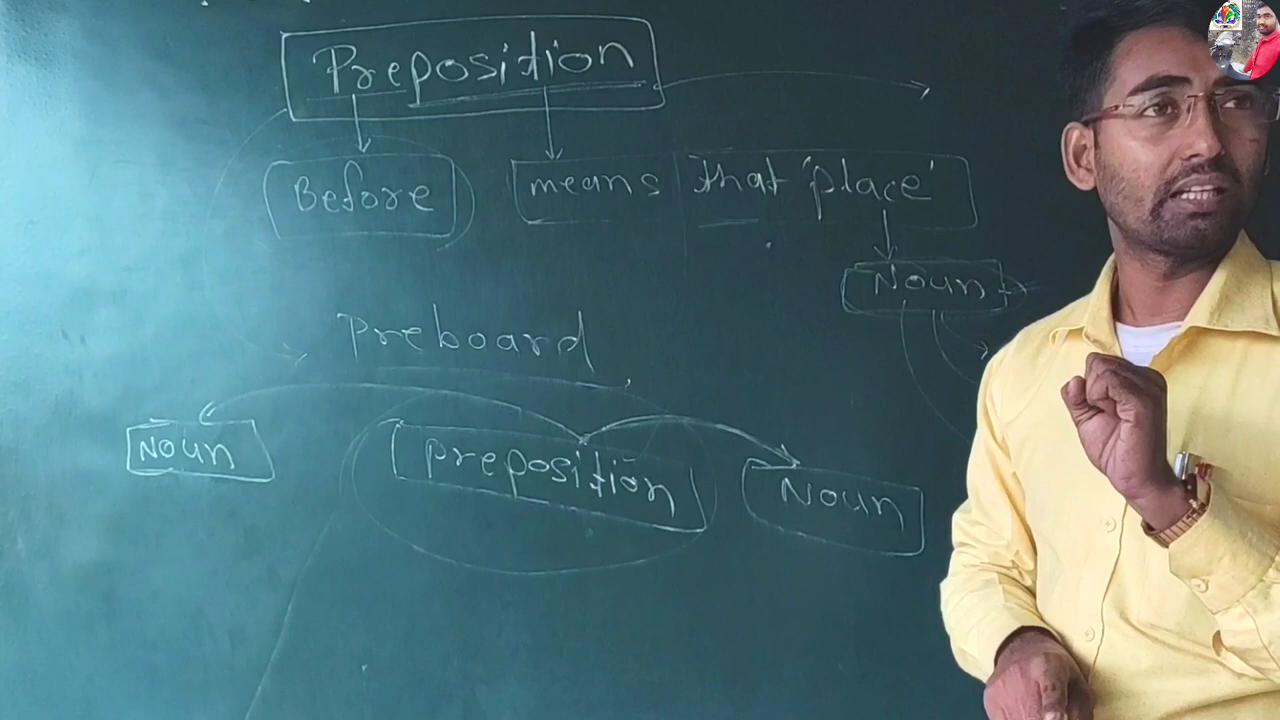 Preposition
Before means that 'place'
Noun
Preboard
Noun preposition Noun